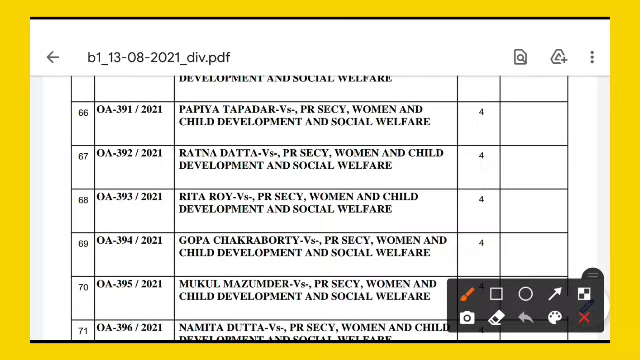 b1_13-08-2021_div.pdf
DEVELOPMENT AND SOCIAL WELFARE
66 OA-391 / 2021 PAPIYA TAPADAR-Vs-, PR SECY, WOMEN AND 4
CHILD DEVELOPMENT AND SOCIAL WELFARE
67 OA-392 / 2021 RATNA DATTA-Vs-, PR SECY, WOMEN AND CHILD 4
DEVELOPMENT AND SOCIAL WELFARE
68 OA-393 / 2021 RITA ROY-Vs-, PR SECY, WOMEN AND CHILD 4
DEVELOPMENT AND SOCIAL WELFARE
69 OA-394 / 2021 GOPA CHAKRABORTY-Vs-, PR SECY, WOMEN AND 4
CHILD DEVELOPMENT AND SOCIAL WELFARE
70 OA-395 / 2021 MUKUL MAZUMDER-Vs-, PR SECY, WOMEN AND 4
CHILD DEVELOPMENT AND SOCIAL WELFARE
71 OA-396 / 2021 NAMITA DUTTA-Vs-, PR SECY, WOMEN AND CHILD 4
DEVELOPMENT AND SOCIAL WELFARE